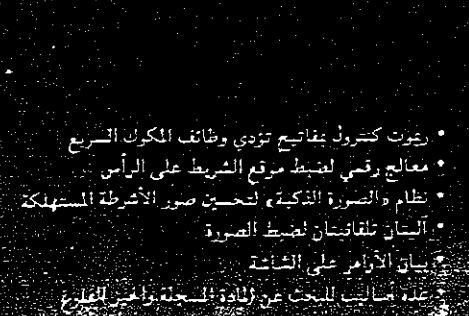 • ريموت كنترول بمفاتيح تؤدي وظائف المكوك السريع
• معالج رقمي لضبط موقع الشريط على الرأس
• نظام «الصورة الذكية» لتحسين صور الأشرطة المستهلكة
• آليتان تلقائيتان لضبط الصورة
• بيان الأوامر على الشاشة
• عدة أساليب للبحث عن المادة المسجلة والحيز